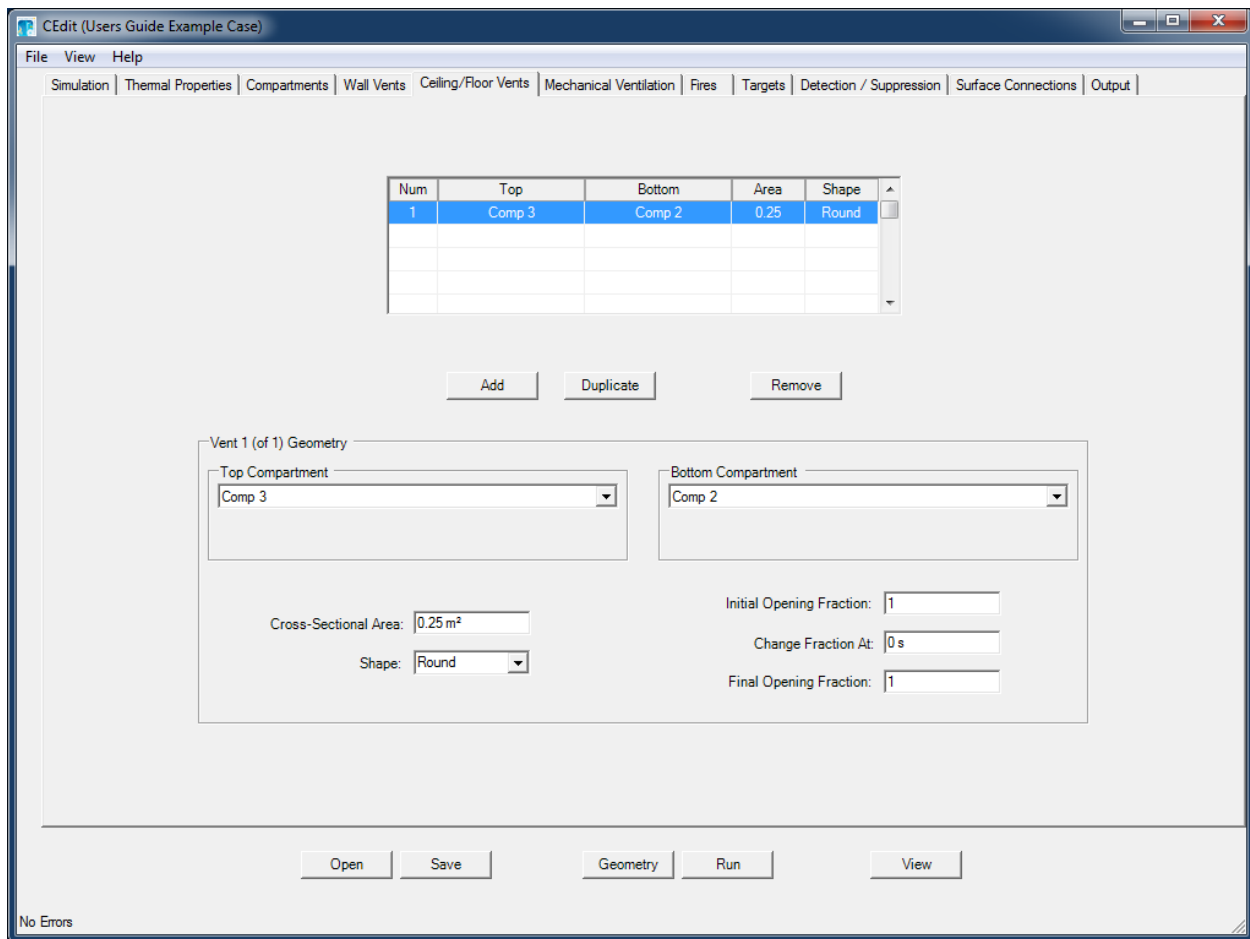 CEdit (Users Guide Example Case)
File View Help
Simulation Thermal Properties Compartments Wall Vents Ceiling/Floor Vents Mechanical Ventilation Fires Targets Detection / Suppression Surface Connections Output
Num Top Bottom Area Shape
1 Comp 3 Comp 2 0.25 Round
Add Duplicate Remove
Vent 1 (of 1) Geometry
Top Compartment Bottom Compartment
Comp 3 Comp 2
Initial Opening Fraction: 1
Cross-Sectional Area: 0.25 m²
Change Fraction At: 0 s
Shape: Round
Final Opening Fraction: 1
Open Save Geometry Run View
No Errors